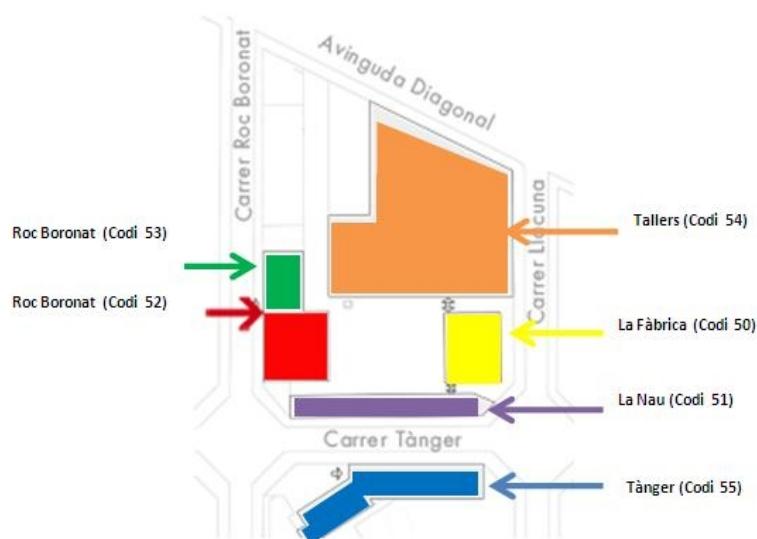 Avinguda Diagonal
Carrer Roc Boronat
Carrer Llacuna
Tallers (Codi 54)
Roc Boronat (Codi 53)
Roc Boronat (Codi 52)
La Fàbrica (Codi 50)
La Nau (Codi 51)
Carrer Tànger
Tànger (Codi 55)